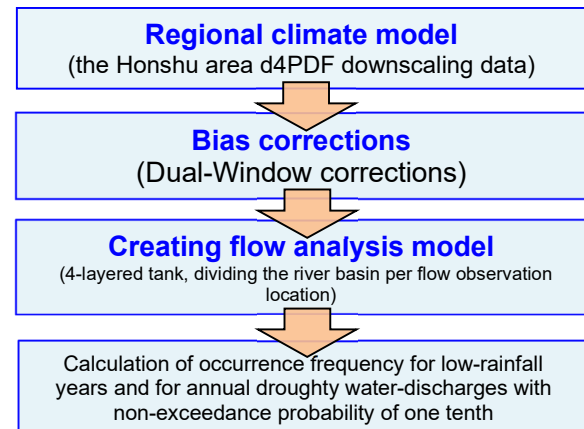 Regional climate model
(the Honshu area d4PDF downscaling data)
Bias corrections
(Dual-Window corrections)
Creating flow analysis model
(4-layered tank, dividing the river basin per flow observation
location)
Calculation of occurrence frequency for low-rainfall
years and for annual droughty water-discharges with
non-exceedance probability of one tenth